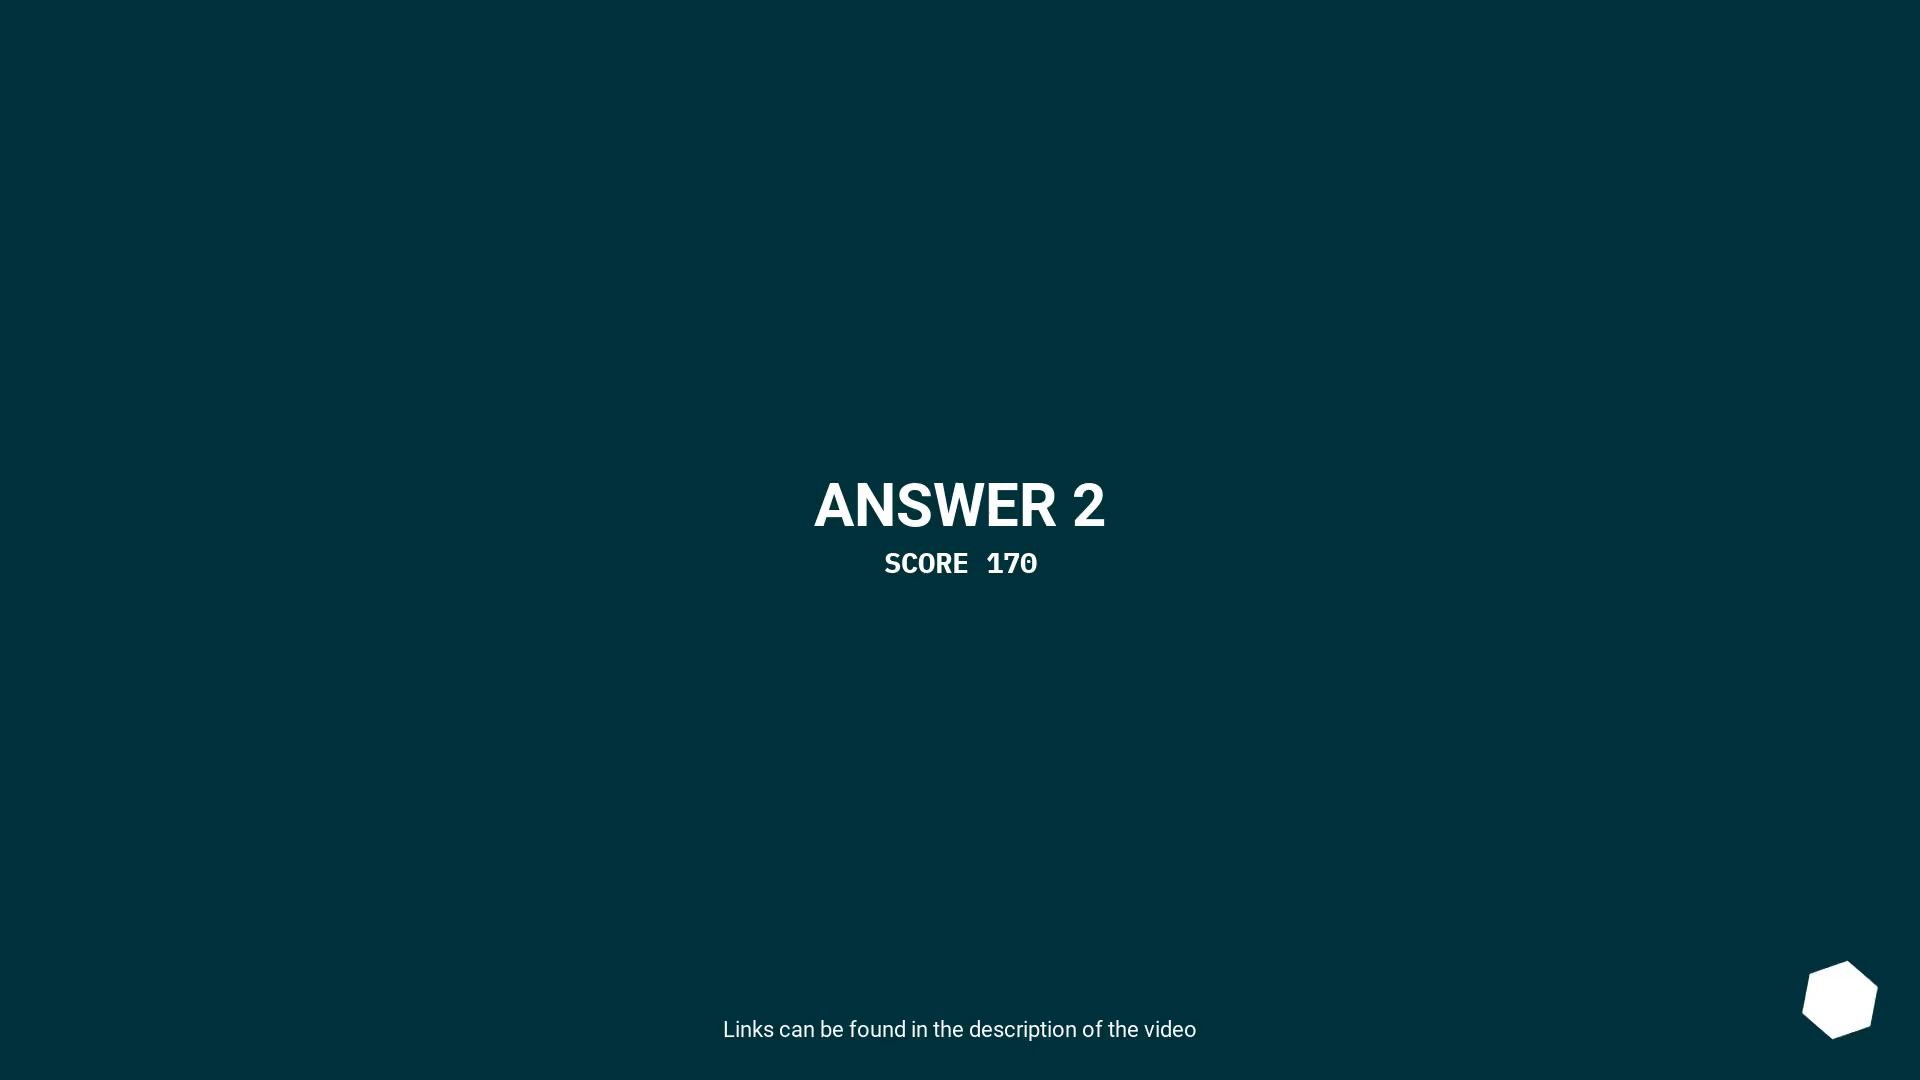 ANSWER 2
SCORE 170
Links can be found in the description of the video